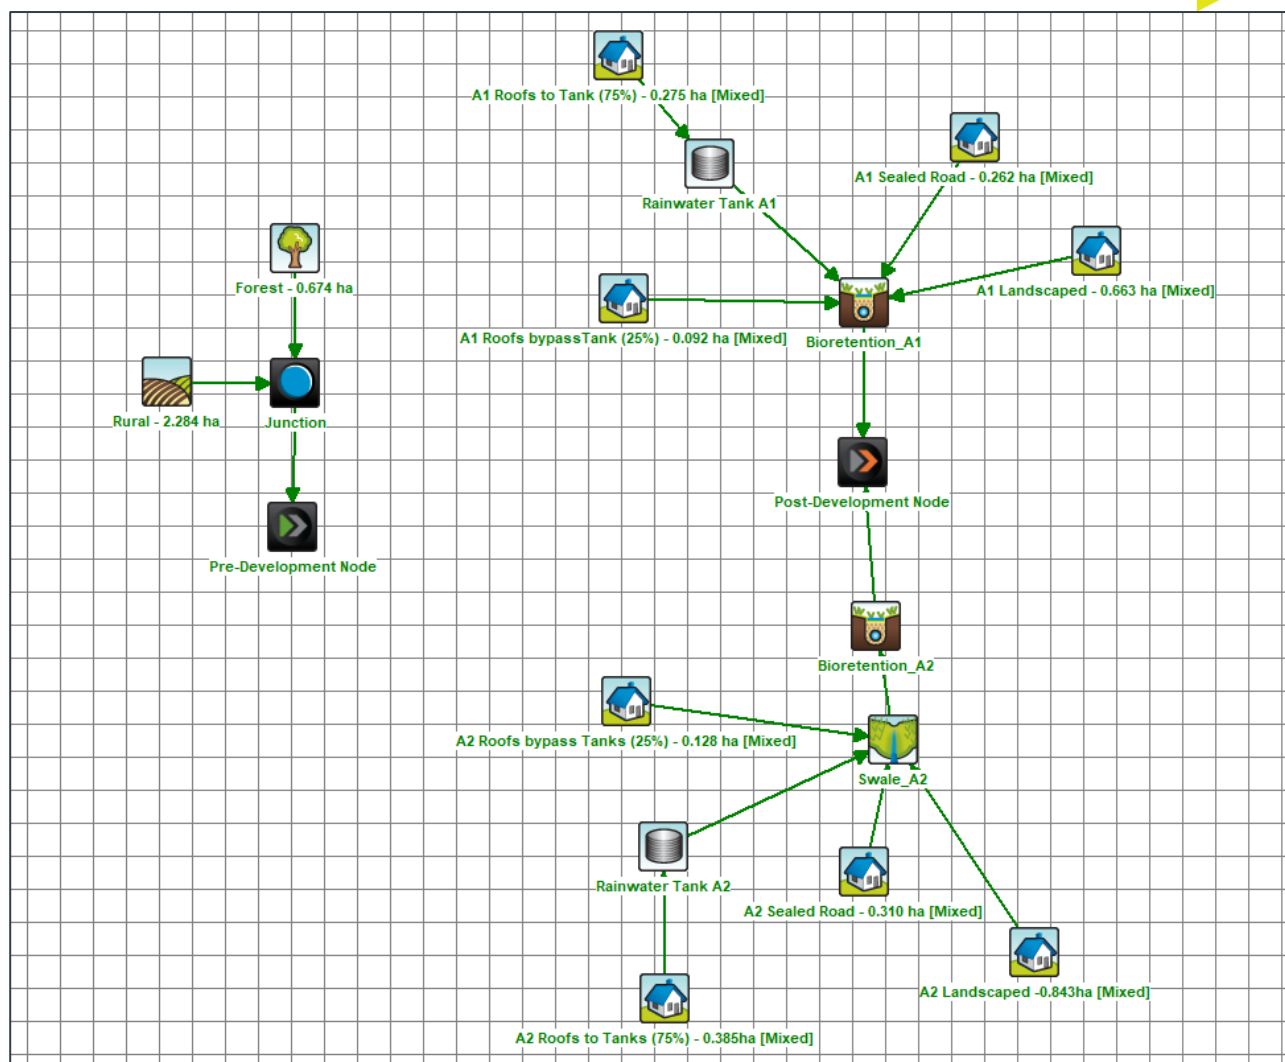 A1 Roofs to Tank (75%) - 0.275 ha [Mixed]
A1 Sealed Road - 0.262 ha [Mixed]
Rainwater Tank A1
Forest - 0.674 ha
A1 Landscaped - 0.663 ha [Mixed]
A1 Roofs bypassTank (25%) - 0.092 ha [Mixed]
Bioretention_A1
Rural - 2.284 ha
Junction
Post-Development Node
Pre-Development Node
Bioretention_A2
A2 Roofs bypass Tanks (25%) - 0.128 ha [Mixed]
Swale_A2
Rainwater Tank A2
A2 Sealed Road - 0.310 ha [Mixed]
A2 Landscaped -0.843ha [Mixed]
A2 Roofs to Tanks (75%) - 0.385ha [Mixed]